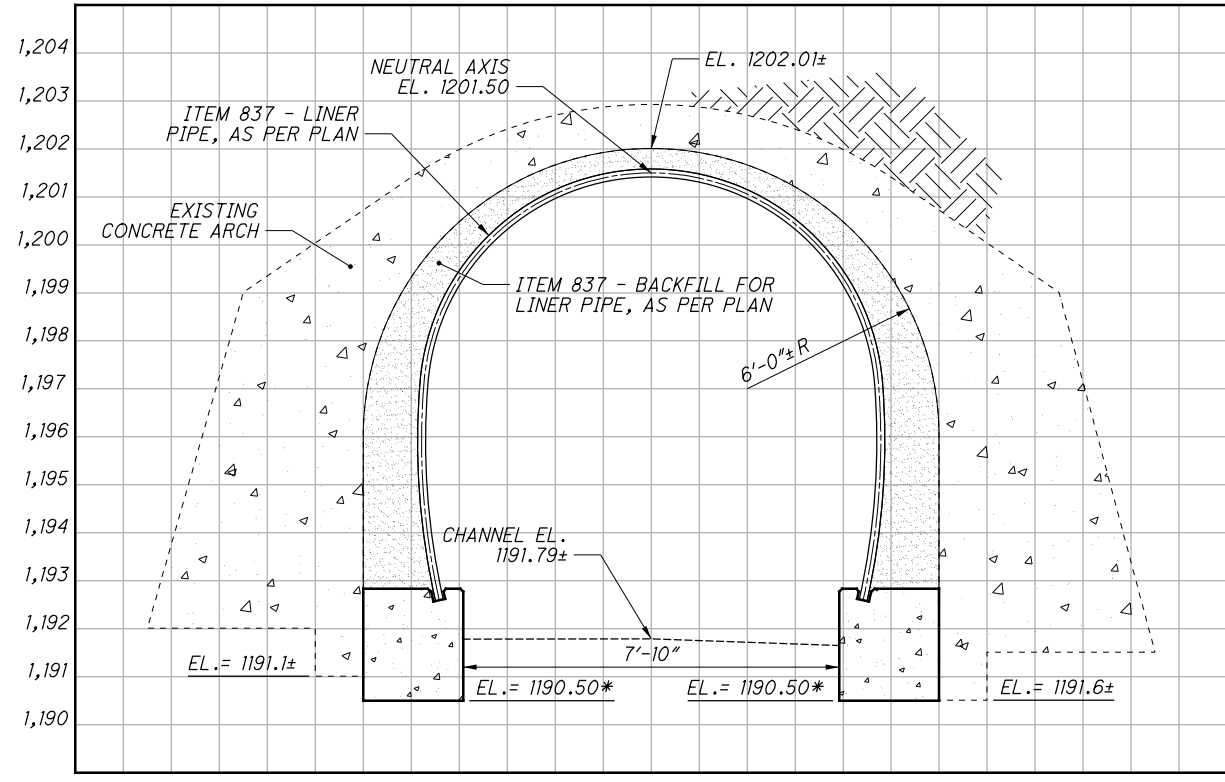 1,204
1,203
1,202
1,201
1,200
1,199
1,198
1,197
1,196
1,195
1,194
1,193
1,192
1,191
1,190
NEUTRAL AXIS
EL. 1201.50
EL. 1202.01±
ITEM 837 - LINER
PIPE, AS PER PLAN
EXISTING
CONCRETE ARCH
ITEM 837 - BACKFILL FOR
LINER PIPE, AS PER PLAN
6'-0"± R
CHANNEL EL.
1191.79±
7'-10"
EL.= 1191.1±
EL.= 1190.50*
EL.= 1190.50*
EL.= 1191.6±